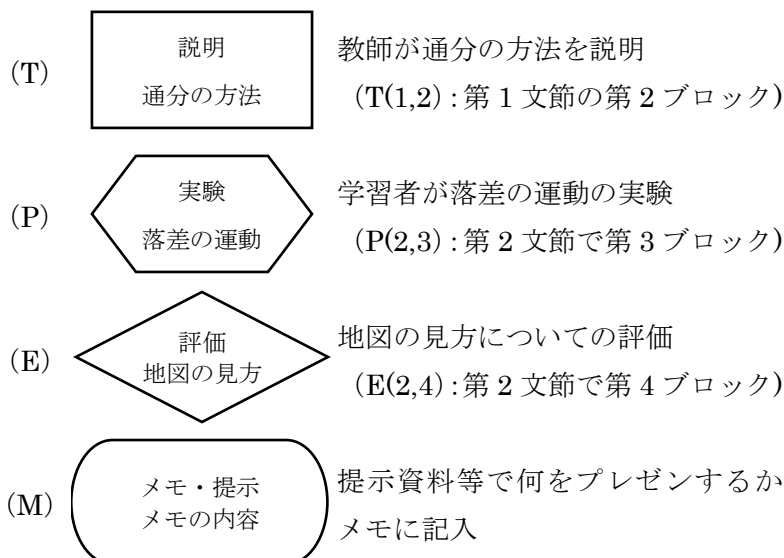 (T)
説明
通分の方法
教師が通分の方法を説明
(T(1,2):第1文節の第2ブロック)
(P)
実験
落差の運動
学習者が落差の運動の実験
(P(2,3):第2文節で第3ブロック)
(E)
評価
地図の見方
地図の見方についての評価
(E(2,4):第2文節で第4ブロック)
(M)
メモ・提示
メモの内容
提示資料等で何をプレゼンするか
メモに記入